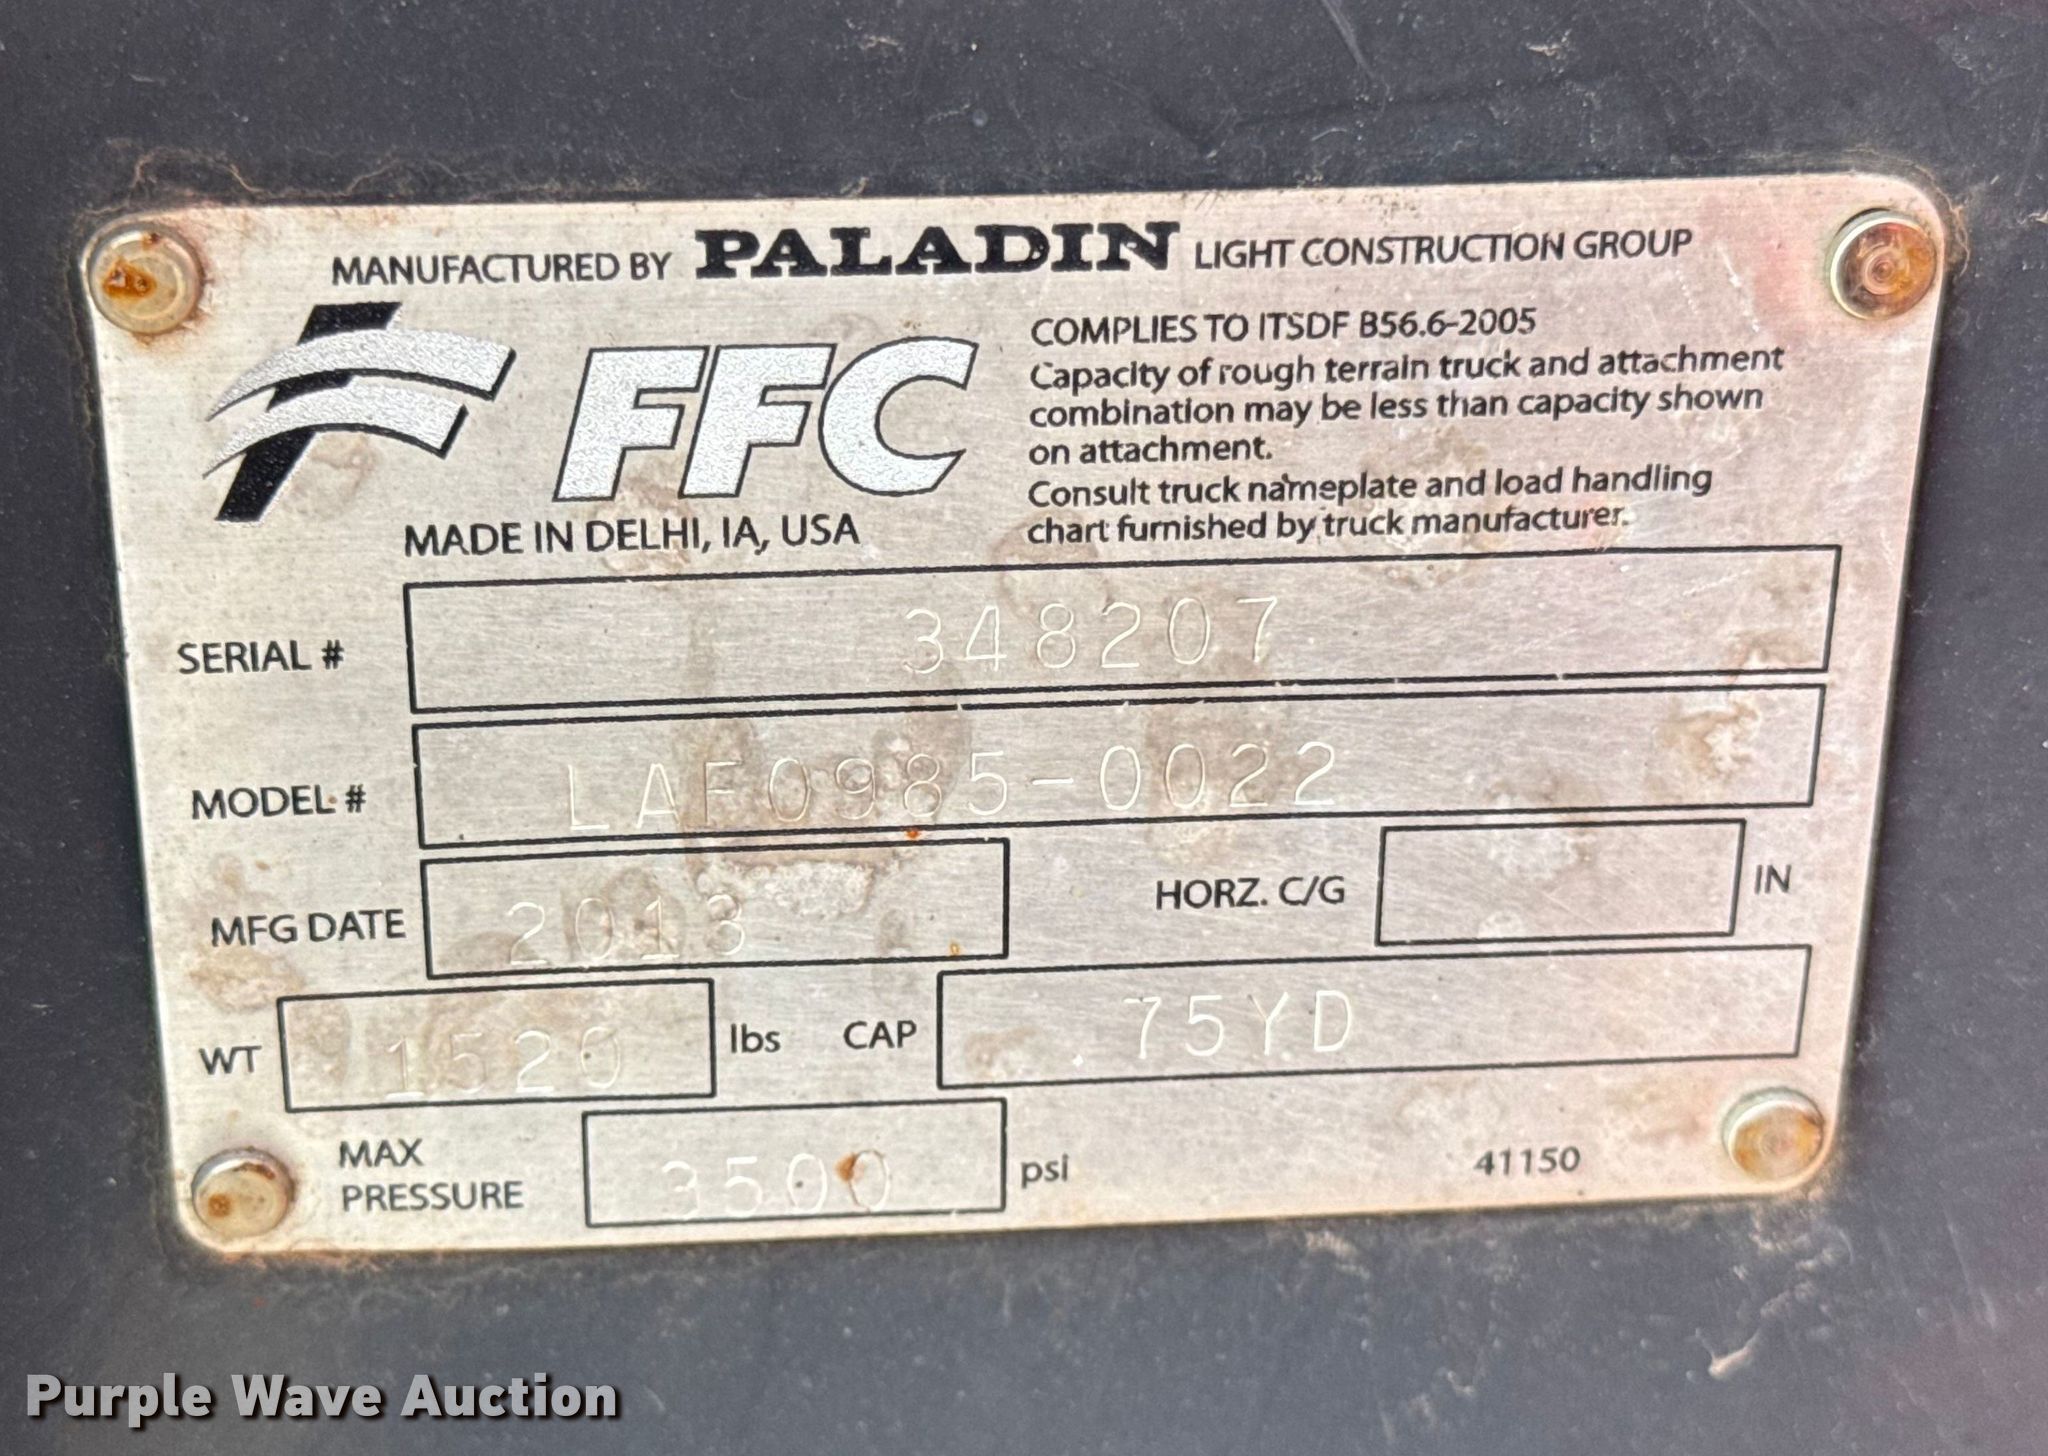 MANUFACTURED BY PALADIN LIGHT CONSTRUCTION GROUP
FFC
MADE IN DELHI, IA, USA
COMPLIES TO ITSDF B56.6-2005
Capacity of rough terrain truck and attachment
combination may be less than capacity shown
on attachment.
Consult truck nameplate and load handling
chart furnished by truck manufacturer.
SERIAL # 348207
MODEL # LAF0985-0022
MFG DATE 2013 HORZ. C/G IN
WT 1520 lbs CAP .75YD
MAX PRESSURE 3500 psi 41150
Purple Wave Auction